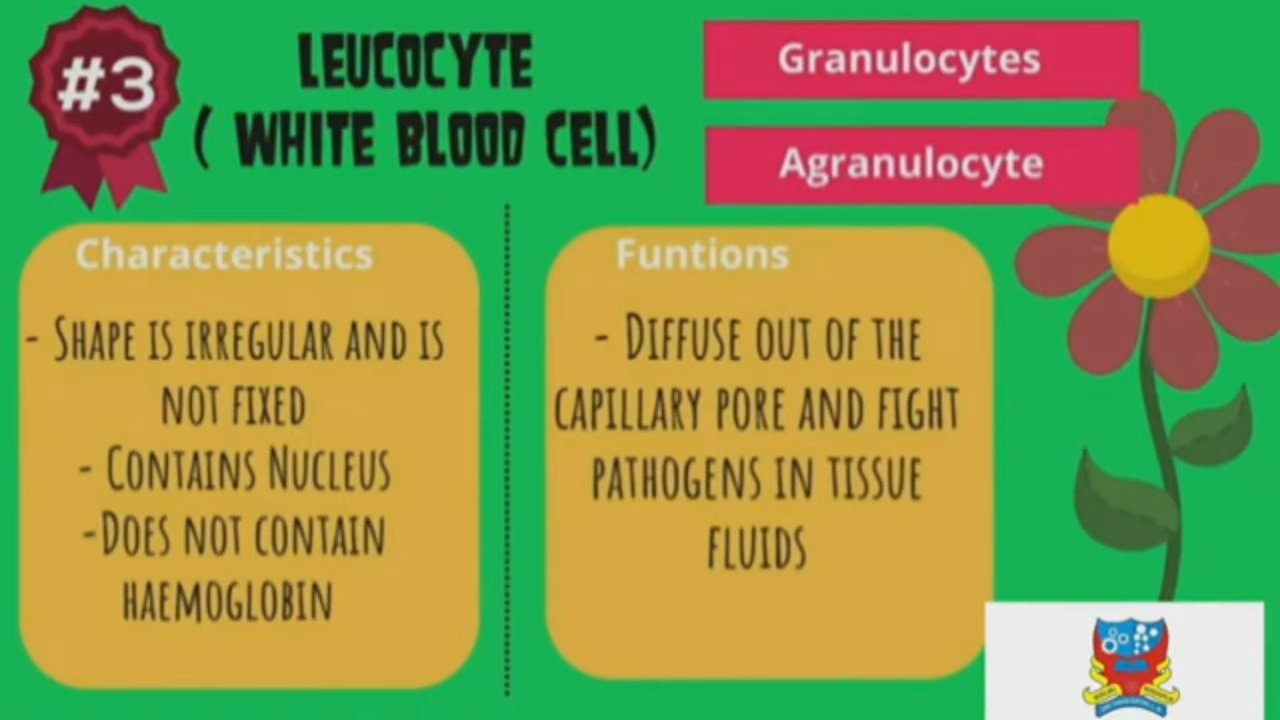 #3
LEUCOCYTE
( WHITE BLOOD CELL)
Granulocytes
Agranulocyte
Characteristics
- SHAPE IS IRREGULAR AND IS
NOT FIXED
- CONTAINS NUCLEUS
-DOES NOT CONTAIN
HAEMOGLOBIN
Funtions
- DIFFUSE OUT OF THE
CAPILLARY PORE AND FIGHT
PATHOGENS IN TISSUE
FLUIDS